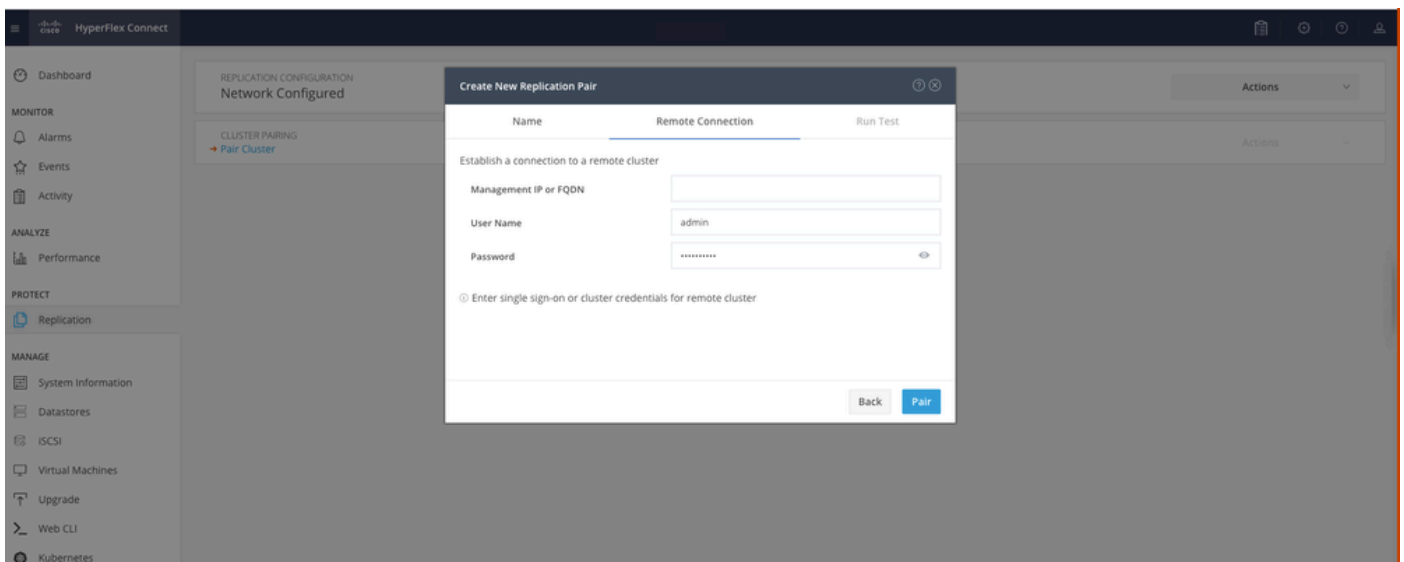 cisco HyperFlex Connect
Dashboard
MONITOR
Alarms
Events
Activity
ANALYZE
Performance
PROTECT
Replication
MANAGE
System Information
Datastores
iSCSI
Virtual Machines
Upgrade
Web CLI
Kubernetes
REPLICATION CONFIGURATION
Network Configured
Actions
CLUSTER PAIRING
Pair Cluster
Actions
Create New Replication Pair
Name Remote Connection Run Test
Establish a connection to a remote cluster
Management IP or FQDN
User Name admin
Password ••••••••••
Enter single sign-on or cluster credentials for remote cluster
Back Pair